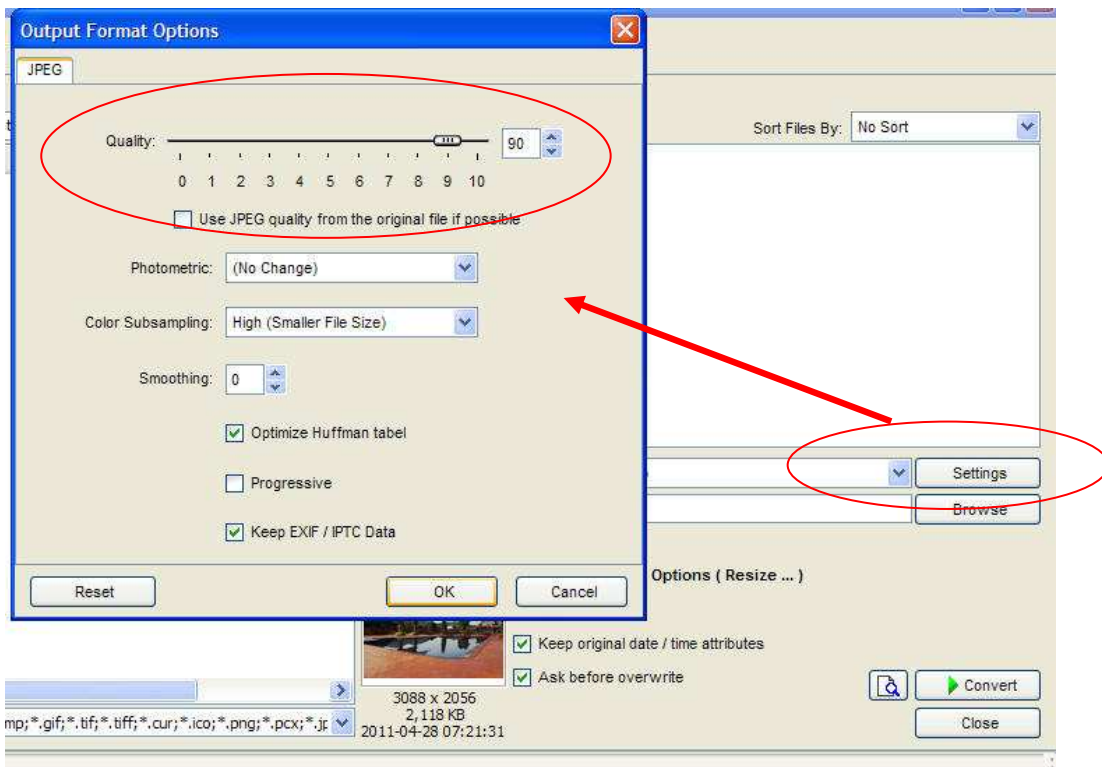 Output Format Options
JPEG
Quality: 90
0 1 2 3 4 5 6 7 8 9 10
Use JPEG quality from the original file if possible
Photometric: (No Change)
Color Subsampling: High (Smaller File Size)
Smoothing: 0
Optimize Huffman tabel
Progressive
Keep EXIF / IPTC Data
Reset OK Cancel
Sort Files By: No Sort
Settings
Browse
Options ( Resize ... )
Keep original date / time attributes
Ask before overwrite
Convert
Close
3088 x 2056
2,118 KB
2011-04-28 07:21:31
mp;*.gif;*.tif;*.tiff;*.cur;*.ico;*.png;*.pcx;*.jp